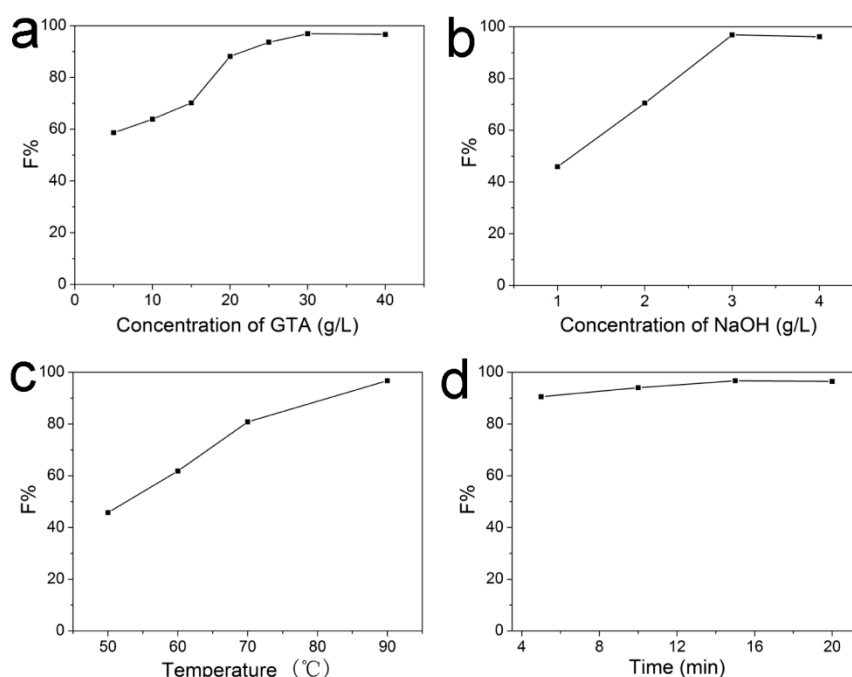 a
100
80
60
40
20
0
F%
0 10 20 30 40
Concentration of GTA (g/L)
b
100
80
60
40
20
0
F%
1 2 3 4
Concentration of NaOH (g/L)
c
100
80
60
40
20
0
F%
50 60 70 80 90
Temperature （℃）
d
100
80
60
40
20
0
F%
4 8 12 16 20
Time (min)